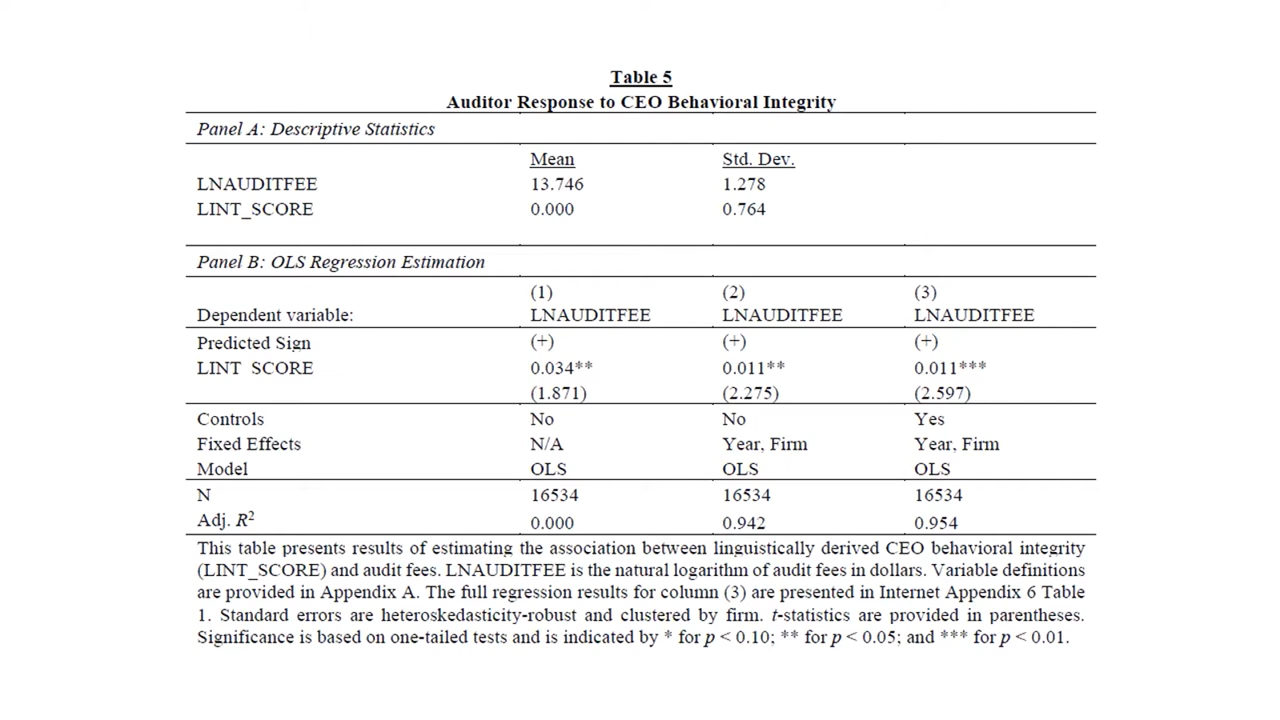 Table 5
Auditor Response to CEO Behavioral Integrity
Panel A: Descriptive Statistics
Mean Std. Dev.
LNAUDITFEE 13.746 1.278
LINT_SCORE 0.000 0.764
Panel B: OLS Regression Estimation
(1) (2) (3)
Dependent variable: LNAUDITFEE LNAUDITFEE LNAUDITFEE
Predicted Sign (+) (+) (+)
LINT SCORE 0.034** 0.011** 0.011***
(1.871) (2.275) (2.597)
Controls No No Yes
Fixed Effects N/A Year, Firm Year, Firm
Model OLS OLS OLS
N 16534 16534 16534
Adj. R² 0.000 0.942 0.954
This table presents results of estimating the association between linguistically derived CEO behavioral integrity
(LINT_SCORE) and audit fees. LNAUDITFEE is the natural logarithm of audit fees in dollars. Variable definitions
are provided in Appendix A. The full regression results for column (3) are presented in Internet Appendix 6 Table
1. Standard errors are heteroskedasticity-robust and clustered by firm. t-statistics are provided in parentheses.
Significance is based on one-tailed tests and is indicated by * for p < 0.10; ** for p < 0.05; and *** for p < 0.01.